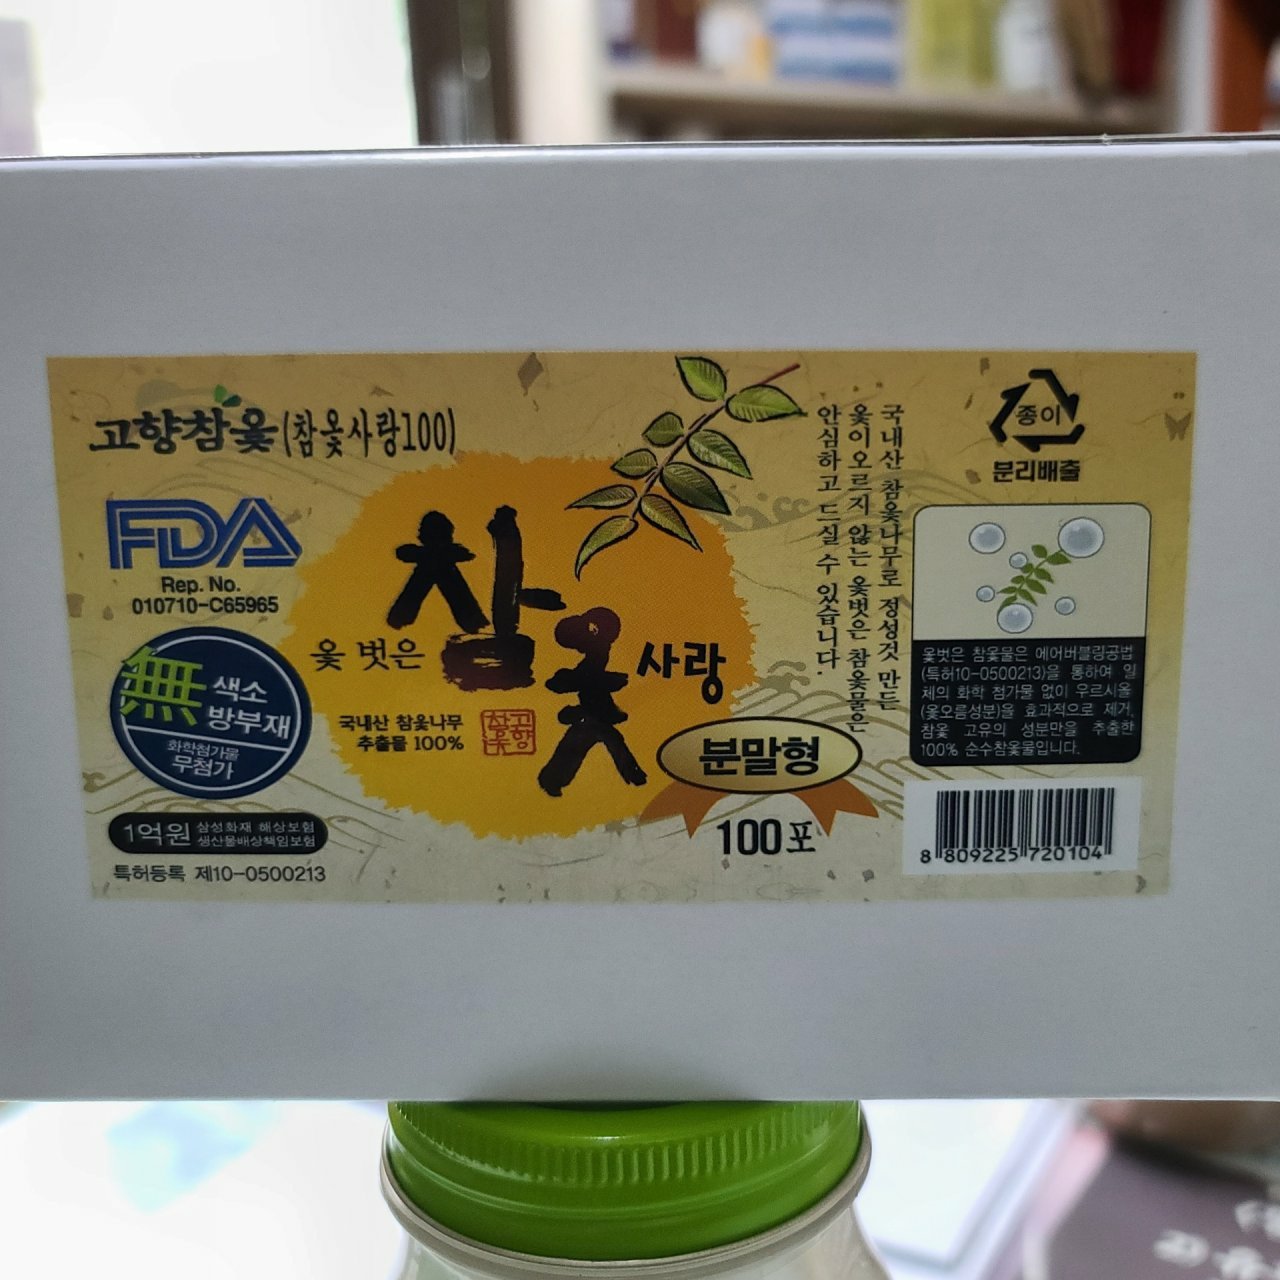 고향참옻(참옻사랑100)
FDA
Rep. No.
010710-C65965
無 색소
방부재
화학첨가물
무첨가
1억원 삼성화재 해상보험
생산물배상책임보험
특허등록 제10-0500213
옻 벗은 참옻 사랑
국내산 참옻나무
추출물 100%
고향
참옻
분말형
100포
국내산 참옻나무로 정성것 만든
옻이 오르지 않는 옻벗은 참옻물은
안심하고 드실 수 있습니다.
종이
분리배출
옻벗은 참옻물은 에어버블링공법
(특허10-0500213)을 통하여 일
체의 화학 첨가물 없이 우르시올
(옻오름성분)을 효과적으로 제거,
참옻 고유의 성분만을 추출한
100% 순수참옻물입니다.
8 809225 720104